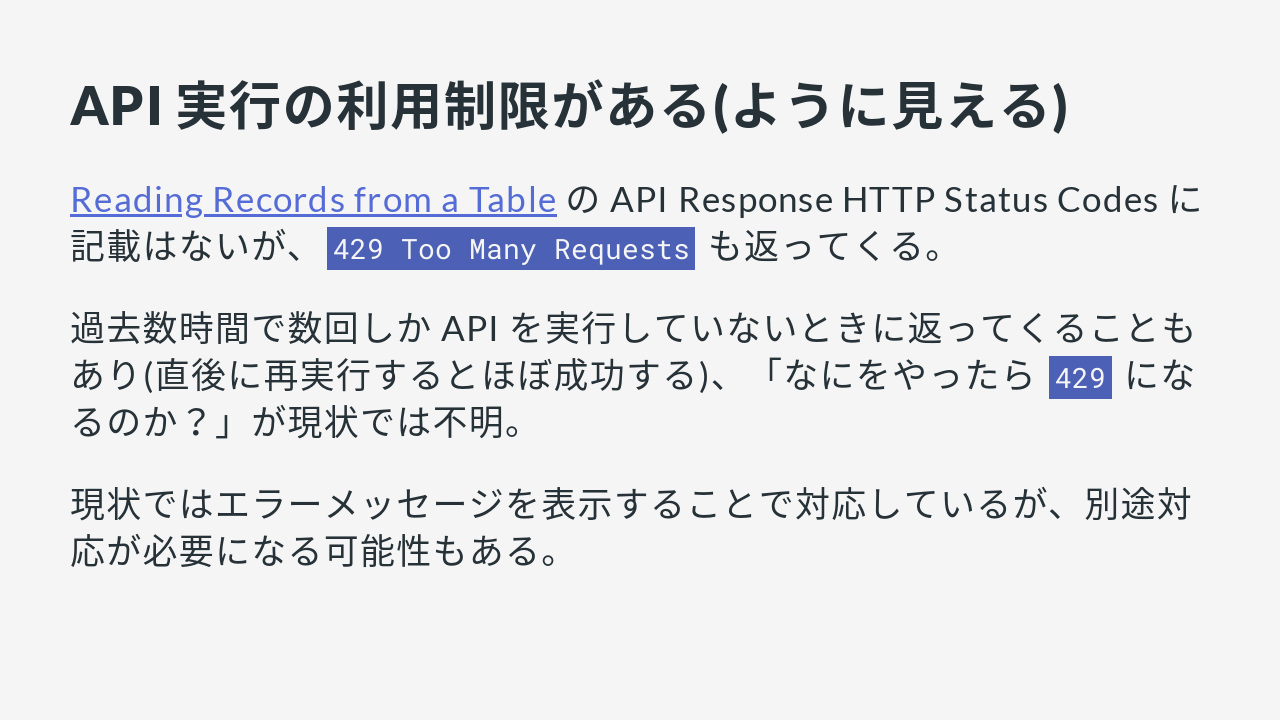 API 実行の利用制限がある(ように見える)
Reading Records from a Table の API Response HTTP Status Codes に
記載はないが、 429 Too Many Requests も返ってくる。
過去数時間で数回しか API を実行していないときに返ってくることも
あり(直後に再実行するとほぼ成功する)、「なにをやったら 429 にな
るのか？」が現状では不明。
現状ではエラーメッセージを表示することで対応しているが、別途対
応が必要になる可能性もある。